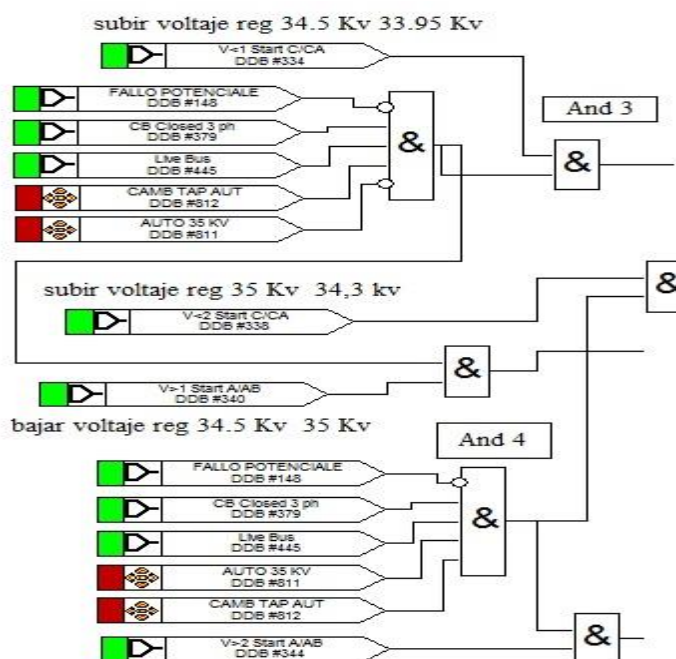 subir voltaje reg 34.5 Kv 33.95 Kv
V<1 Start C/CA
DDB #334
FALLO POTENCIALE
DDB #148
CB Closed 3 ph
DDB #379
Live Bus
DDB #445
CAMB TAP AUT
DDB #812
AUTO 35 KV
DDB #811
&
And 3
&
subir voltaje reg 35 Kv 34,3 kv
&
V<2 Start C/CA
DDB #338
&
V>1 Start A/AB
DDB #340
bajar voltaje reg 34.5 Kv 35 Kv
And 4
FALLO POTENCIALE
DDB #148
CB Closed 3 ph
DDB #379
Live Bus
DDB #445
AUTO 35 KV
DDB #811
CAMB TAP AUT
DDB #812
&
V>2 Start A/AB
DDB #344
&